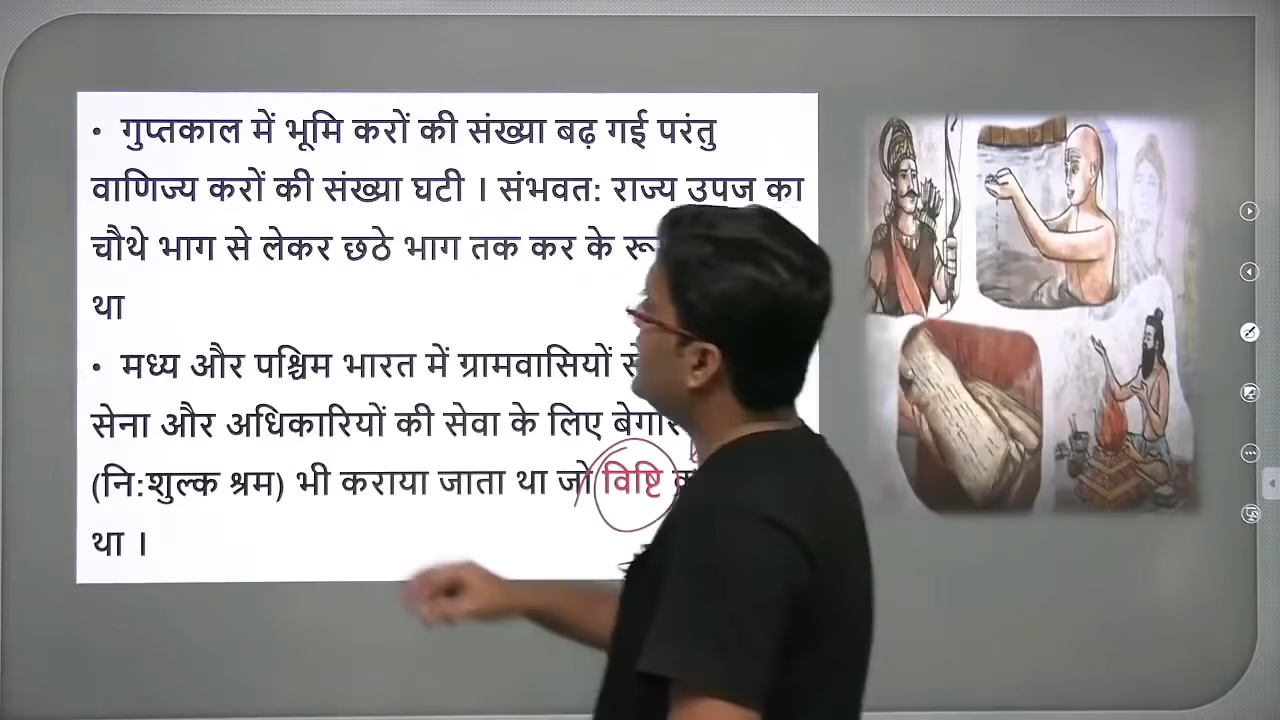 • गुप्तकाल में भूमि करों की संख्या बढ़ गई परंतु
वाणिज्य करों की संख्या घटी । संभवत: राज्य उपज का
चौथे भाग से लेकर छठे भाग तक कर के
था
• मध्य और पश्चिम भारत में ग्रामवासियों
सेना और अधिकारियों की सेवा के लिए बेगार
(नि:शुल्क श्रम) भी कराया जाता था जो विष्टि
था ।